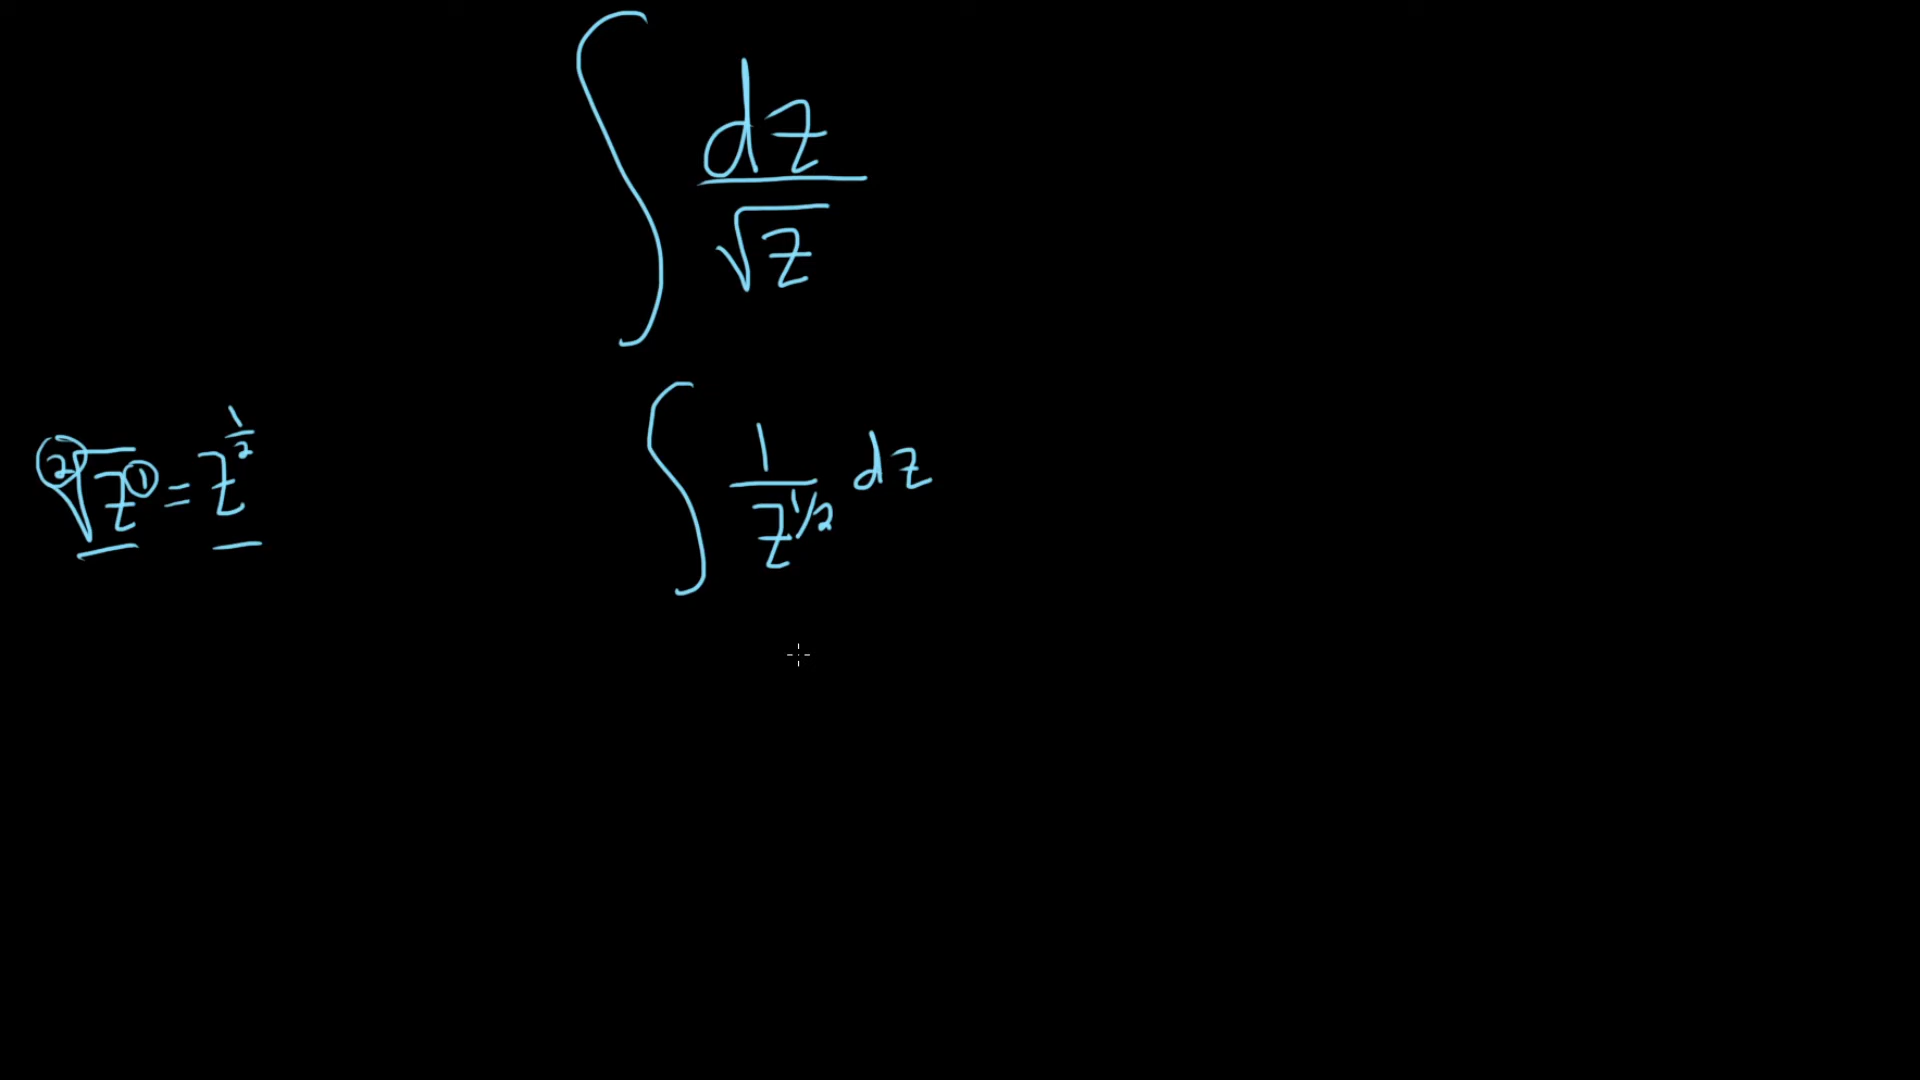 ∫ dz/√z
²√z¹ = z^(1/2)
∫ 1/z^(1/2) dz